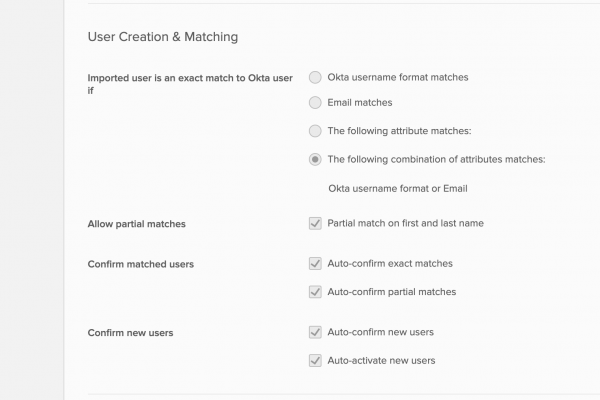 User Creation & Matching
Imported user is an exact match to Okta user
if
Okta username format matches
Email matches
The following attribute matches:
The following combination of attributes matches:
Okta username format or Email
Allow partial matches
Partial match on first and last name
Confirm matched users
Auto-confirm exact matches
Auto-confirm partial matches
Confirm new users
Auto-confirm new users
Auto-activate new users